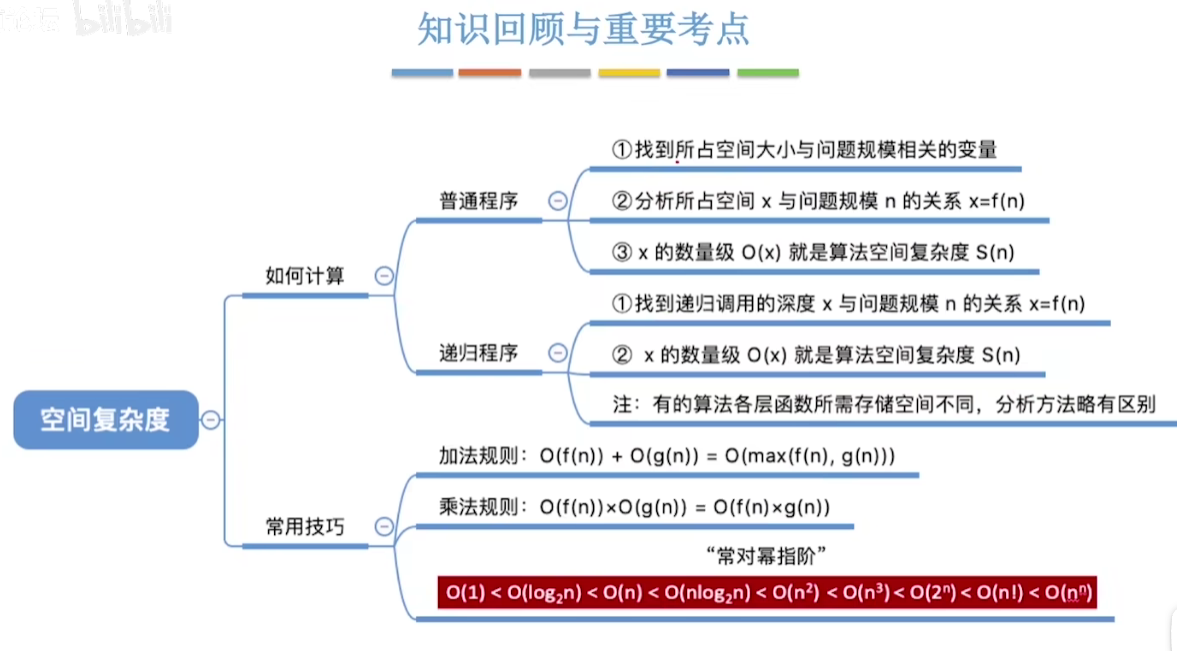 bilibili
知识回顾与重要考点
①找到所占空间大小与问题规模相关的变量
普通程序
②分析所占空间 x 与问题规模 n 的关系 x=f(n)
③ x 的数量级 O(x) 就是算法空间复杂度 S(n)
如何计算
①找到递归调用的深度 x 与问题规模 n 的关系 x=f(n)
递归程序
② x 的数量级 O(x) 就是算法空间复杂度 S(n)
注：有的算法各层函数所需存储空间不同，分析方法略有区别
空间复杂度
加法规则：O(f(n)) + O(g(n)) = O(max(f(n), g(n)))
乘法规则：O(f(n))×O(g(n)) = O(f(n)×g(n))
常用技巧
“常对幂指阶”
O(1) < O(log₂n) < O(n) < O(nlog₂n) < O(n²) < O(n³) < O(2ⁿ) < O(n!) < O(nⁿ)